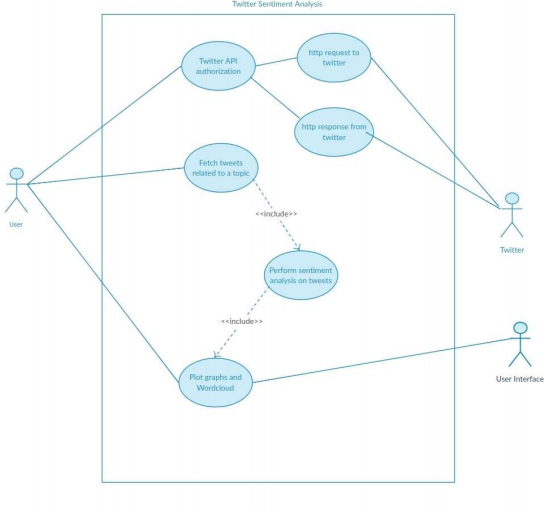 Twitter Sentiment Analysis
Twitter API
authorization
http request to
twitter
http response from
twitter
Fetch tweets
related to a topic
User
<<include>>
Twitter
Perform sentiment
analysis on tweets
<<include>>
User Interface
Plot graphs and
Wordcloud